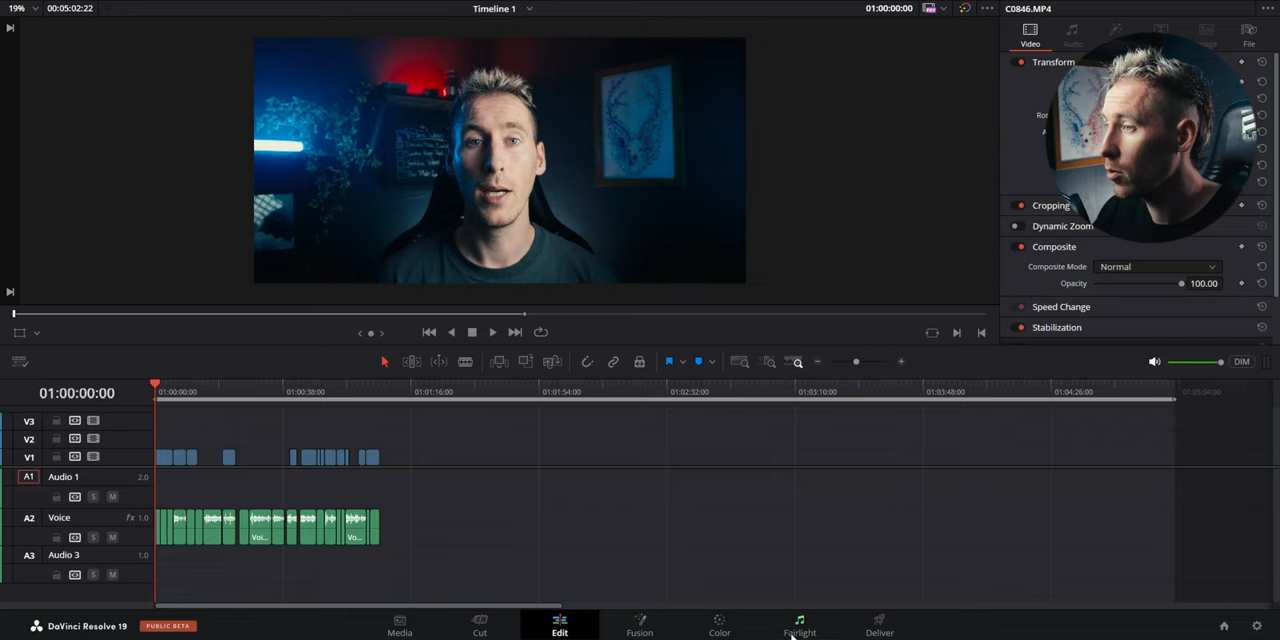 19%
00:05:02:22
Timeline 1
01:00:00:00
C0846.MP4
Video
Audio
File
Transform
Cropping
Dynamic Zoom
Composite
Composite Mode
Normal
Opacity
100.00
Speed Change
Stabilization
DIM
01:00:00:00
01:00:00:00
01:00:38:00
01:01:16:00
01:01:54:00
01:02:32:00
01:03:10:00
01:03:48:00
01:04:26:00
01:05:04:00
V3
V2
V1
A1
Audio 1
2.0
S
M
A2
Voice
fx 1.0
S
M
Voi...
Vo...
A3
Audio 3
1.0
S
M
DaVinci Resolve 19
PUBLIC BETA
Media
Cut
Edit
Fusion
Color
Fairlight
Deliver